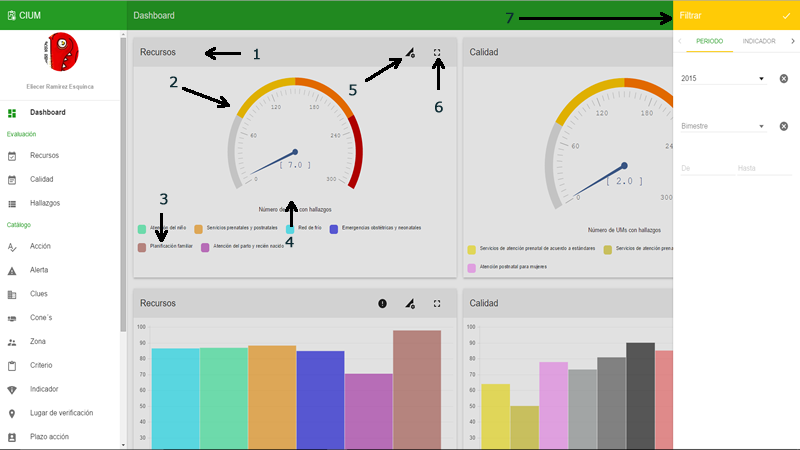 CIUM
Dashboard
7
Filtrar
Eliecer Ramírez Esquinca
Dashboard
Evaluación
Recursos
Calidad
Hallazgos
Catálogo
Acción
Alerta
Clues
Cone´s
Zona
Criterio
Indicador
Lugar de verificación
Plazo acción
Recursos
1
2
5
6
0
60
120
180
240
300
[ 7.0 ]
Número de UMs con hallazgos
3
4
Atención del niño
Servicios prenatales y postnatales
Red de frío
Emergencias obstétricas y neonatales
Planificación familiar
Atención del parto y recién nacido
Calidad
0
60
120
[ 2.0 ]
300
Número de UMs con hallazgos
Servicios de atención prenatal de acuerdo a estándares
Servicios de atención
Atención postnatal para mujeres
Recursos
100
90
80
70
60
50
40
30
Calidad
100
90
80
70
60
50
40
30
PERIODO
INDICADOR
2015
Bimestre
De
Hasta